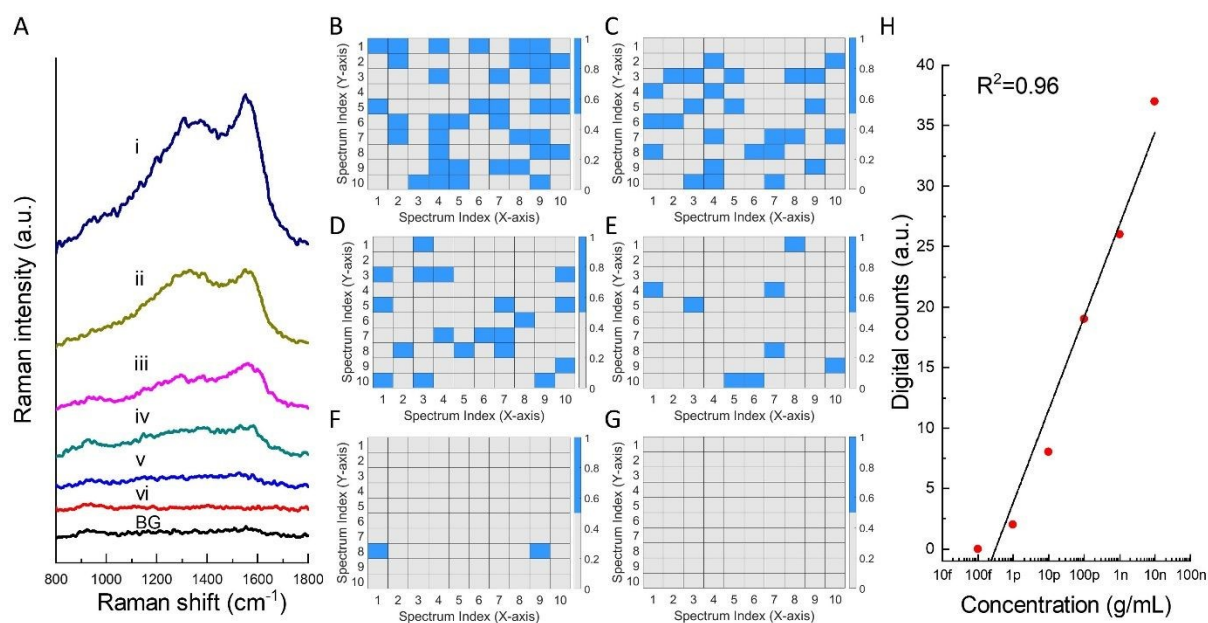 A
Raman intensity (a.u.)
i
ii
iii
iv
v
vi
BG
800 1000 1200 1400 1600 1800
Raman shift (cm-1)
B
Spectrum Index (Y-axis)
1
2
3
4
5
6
7
8
9
10
1 2 3 4 5 6 7 8 9 10
Spectrum Index (X-axis)
1
0.8
0.6
0.4
0.2
0
C
Spectrum Index (Y-axis)
1
2
3
4
5
6
7
8
9
10
1 2 3 4 5 6 7 8 9 10
Spectrum Index (X-axis)
1
0.8
0.6
0.4
0.2
0
D
Spectrum Index (Y-axis)
1
2
3
4
5
6
7
8
9
10
1 2 3 4 5 6 7 8 9 10
Spectrum Index (X-axis)
1
0.8
0.6
0.4
0.2
0
E
Spectrum Index (Y-axis)
1
2
3
4
5
6
7
8
9
10
1 2 3 4 5 6 7 8 9 10
Spectrum Index (X-axis)
1
0.8
0.6
0.4
0.2
0
F
Spectrum Index (Y-axis)
1
2
3
4
5
6
7
8
9
10
1 2 3 4 5 6 7 8 9 10
Spectrum Index (X-axis)
1
0.8
0.6
0.4
0.2
0
G
Spectrum Index (Y-axis)
1
2
3
4
5
6
7
8
9
10
1 2 3 4 5 6 7 8 9 10
Spectrum Index (X-axis)
1
0.8
0.6
0.4
0.2
0
H
R2=0.96
Digital counts (a.u.)
40
35
30
25
20
15
10
5
0
10f 100f 1p 10p 100p 1n 10n 100n
Concentration (g/mL)